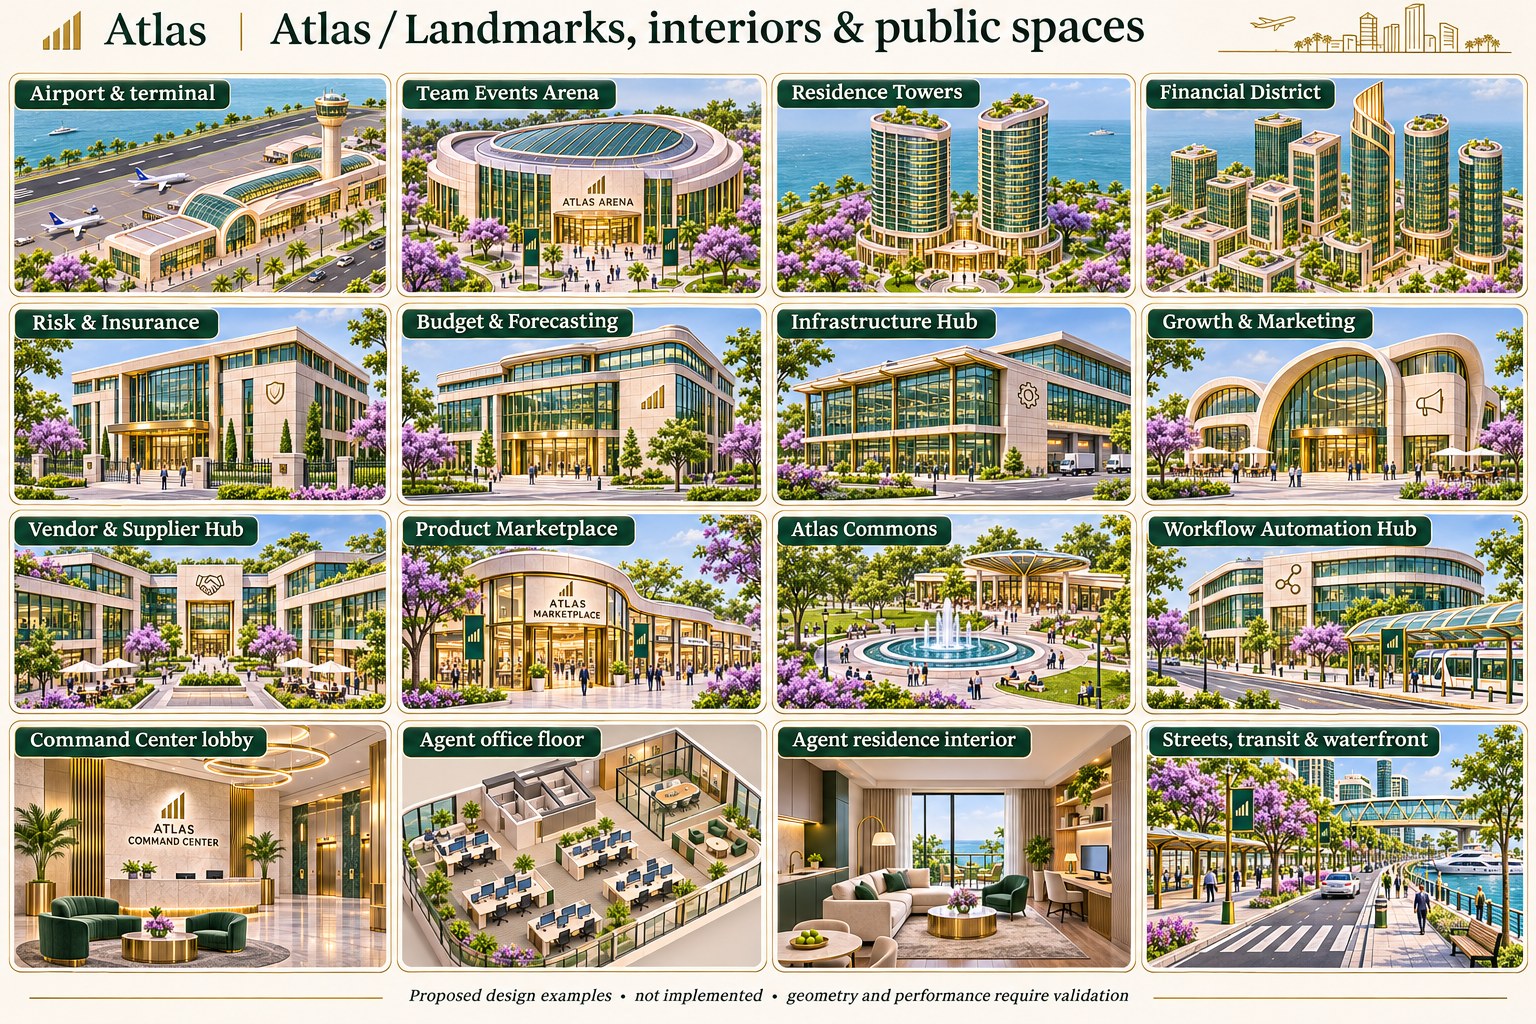 Atlas | Atlas / Landmarks, interiors & public spaces
Airport & terminal
Team Events Arena
ATLAS ARENA
Residence Towers
Financial District
Risk & Insurance
Budget & Forecasting
Infrastructure Hub
Growth & Marketing
Vendor & Supplier Hub
Product Marketplace
ATLAS
MARKETPLACE
Atlas Commons
Workflow Automation Hub
Command Center lobby
ATLAS
COMMAND CENTER
Agent office floor
Agent residence interior
Streets, transit & waterfront
Proposed design examples • not implemented • geometry and performance require validation